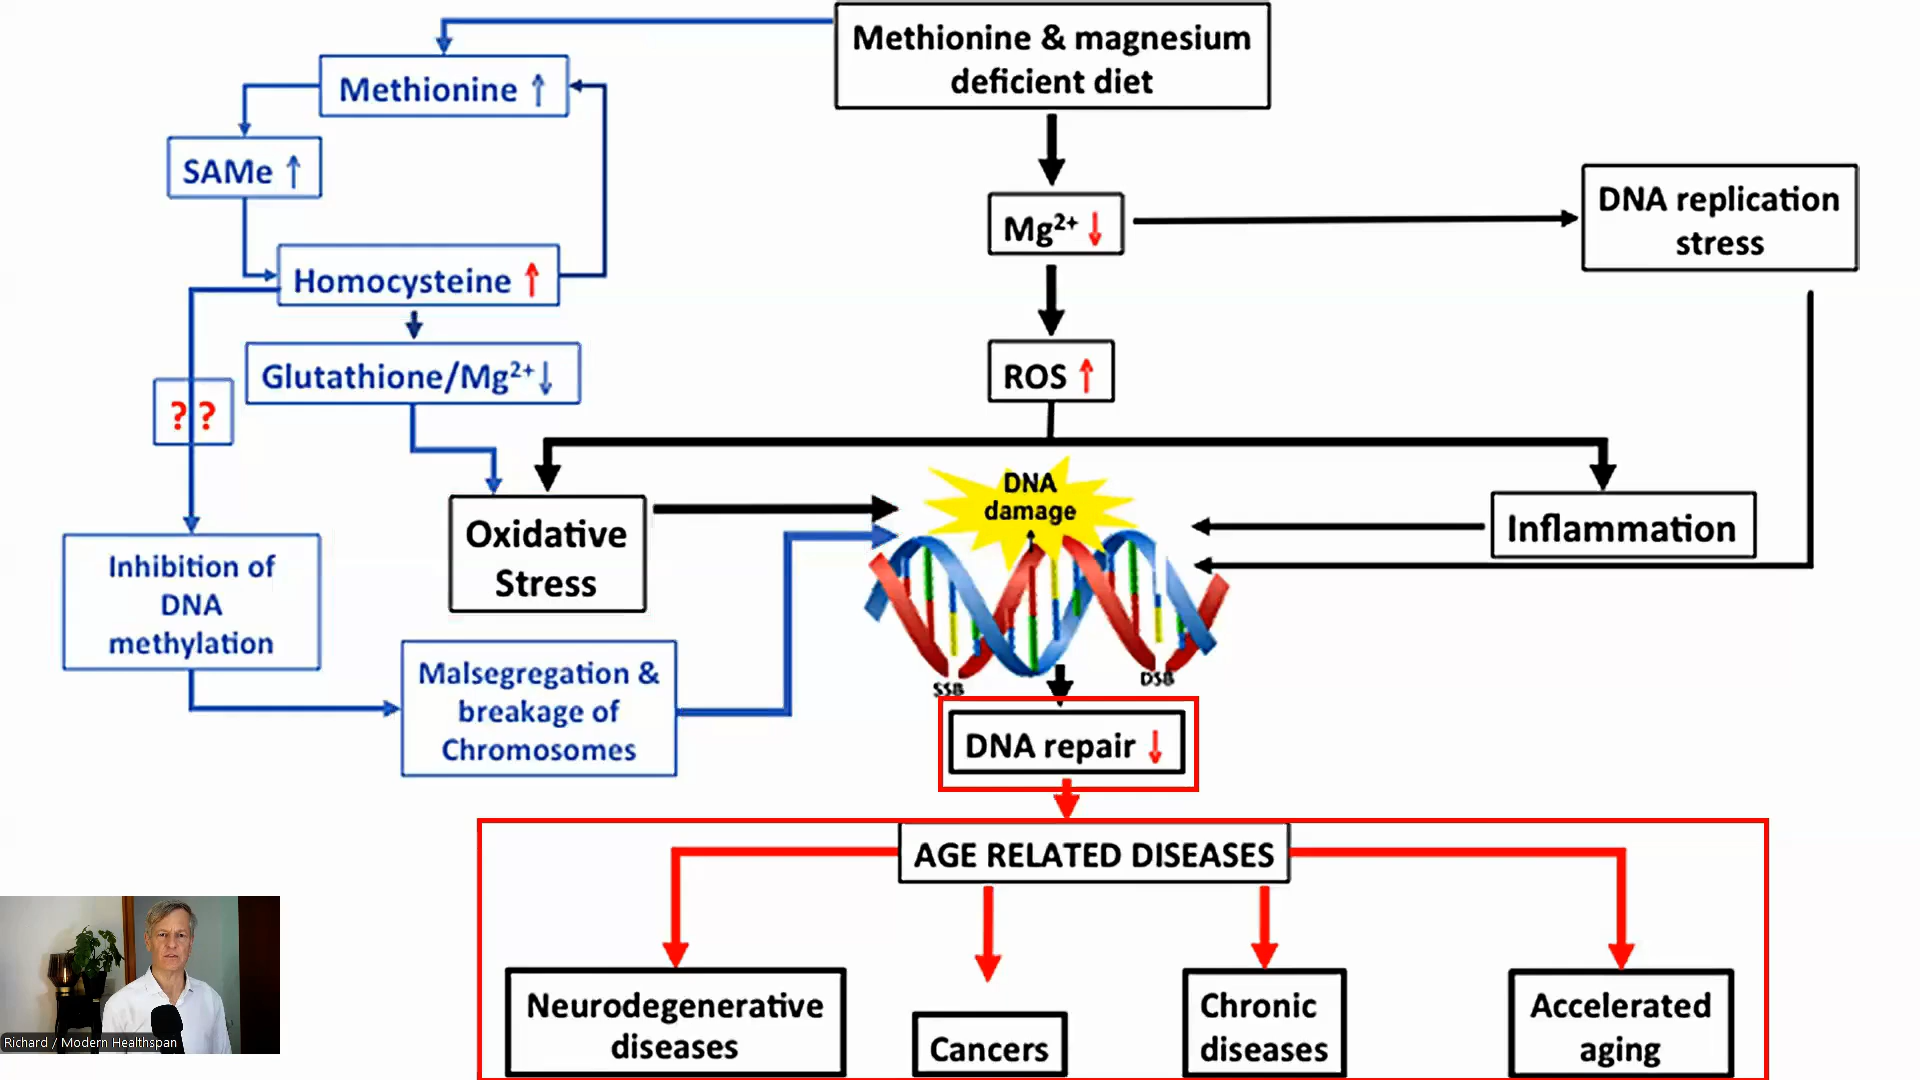 Methionine & magnesium
deficient diet
Methionine ↑
SAMe ↑
Homocysteine ↑
Glutathione/Mg²⁺↓
? ?
Inhibition of
DNA
methylation
Malsegregation &
breakage of
Chromosomes
Mg²⁺ ↓
DNA replication
stress
ROS ↑
Oxidative
Stress
DNA
damage
Inflammation
SSB
DSB
DNA repair ↓
AGE RELATED DISEASES
Neurodegenerative
diseases
Cancers
Chronic
diseases
Accelerated
aging
Richard / Modern Healthspan